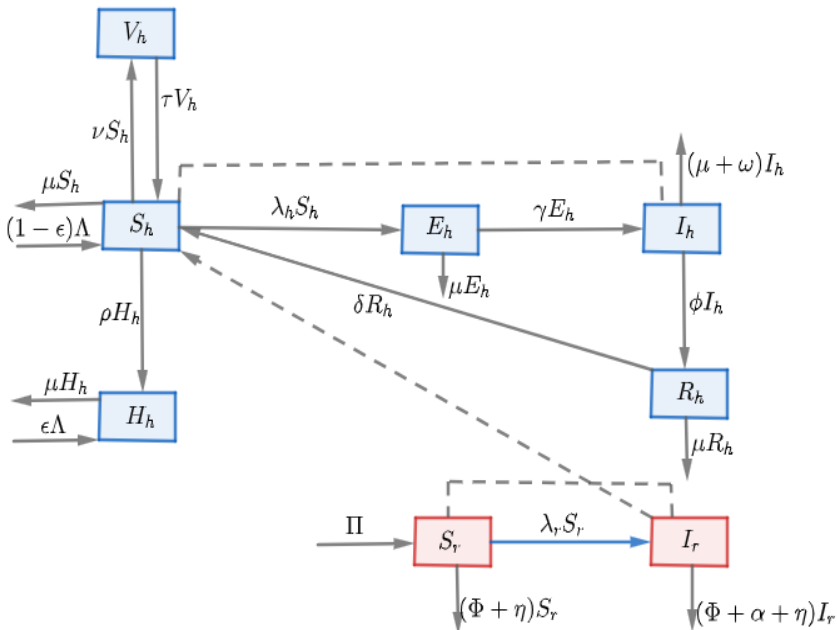 V_h
τV_h
νS_h
μS_h
(1 − ϵ)Λ
S_h
λ_hS_h
E_h
γE_h
I_h
(μ + ω)I_h
μE_h
δR_h
ϕI_h
ρH_h
R_h
μH_h
H_h
ϵΛ
μR_h
Π
S_r
λ_rS_r
I_r
(Φ + η)S_r
(Φ + α + η)I_r